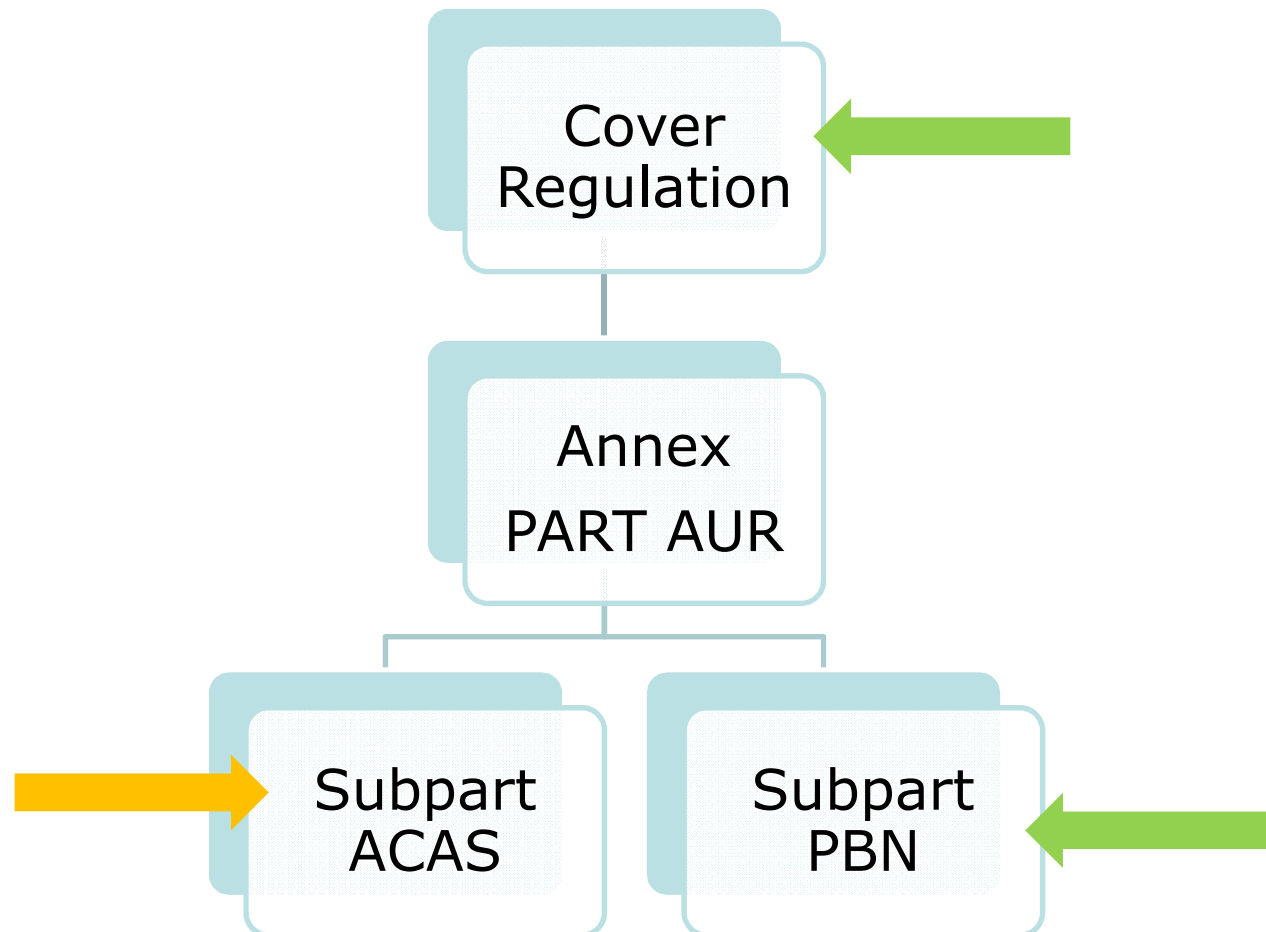 Cover
Regulation
Annex
PART AUR
Subpart
ACAS
Subpart
PBN